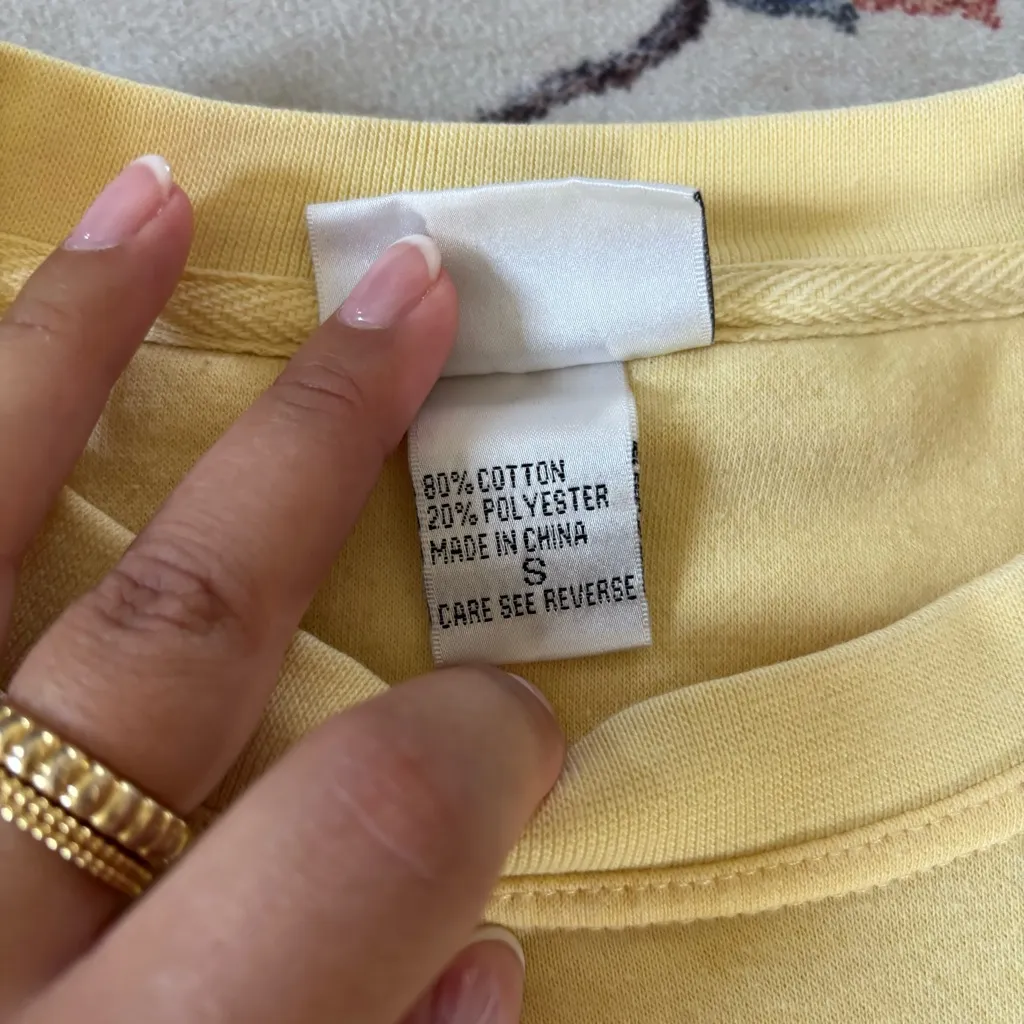 80% COTTON
20% POLYESTER
MADE IN CHINA
S
CARE SEE REVERSE